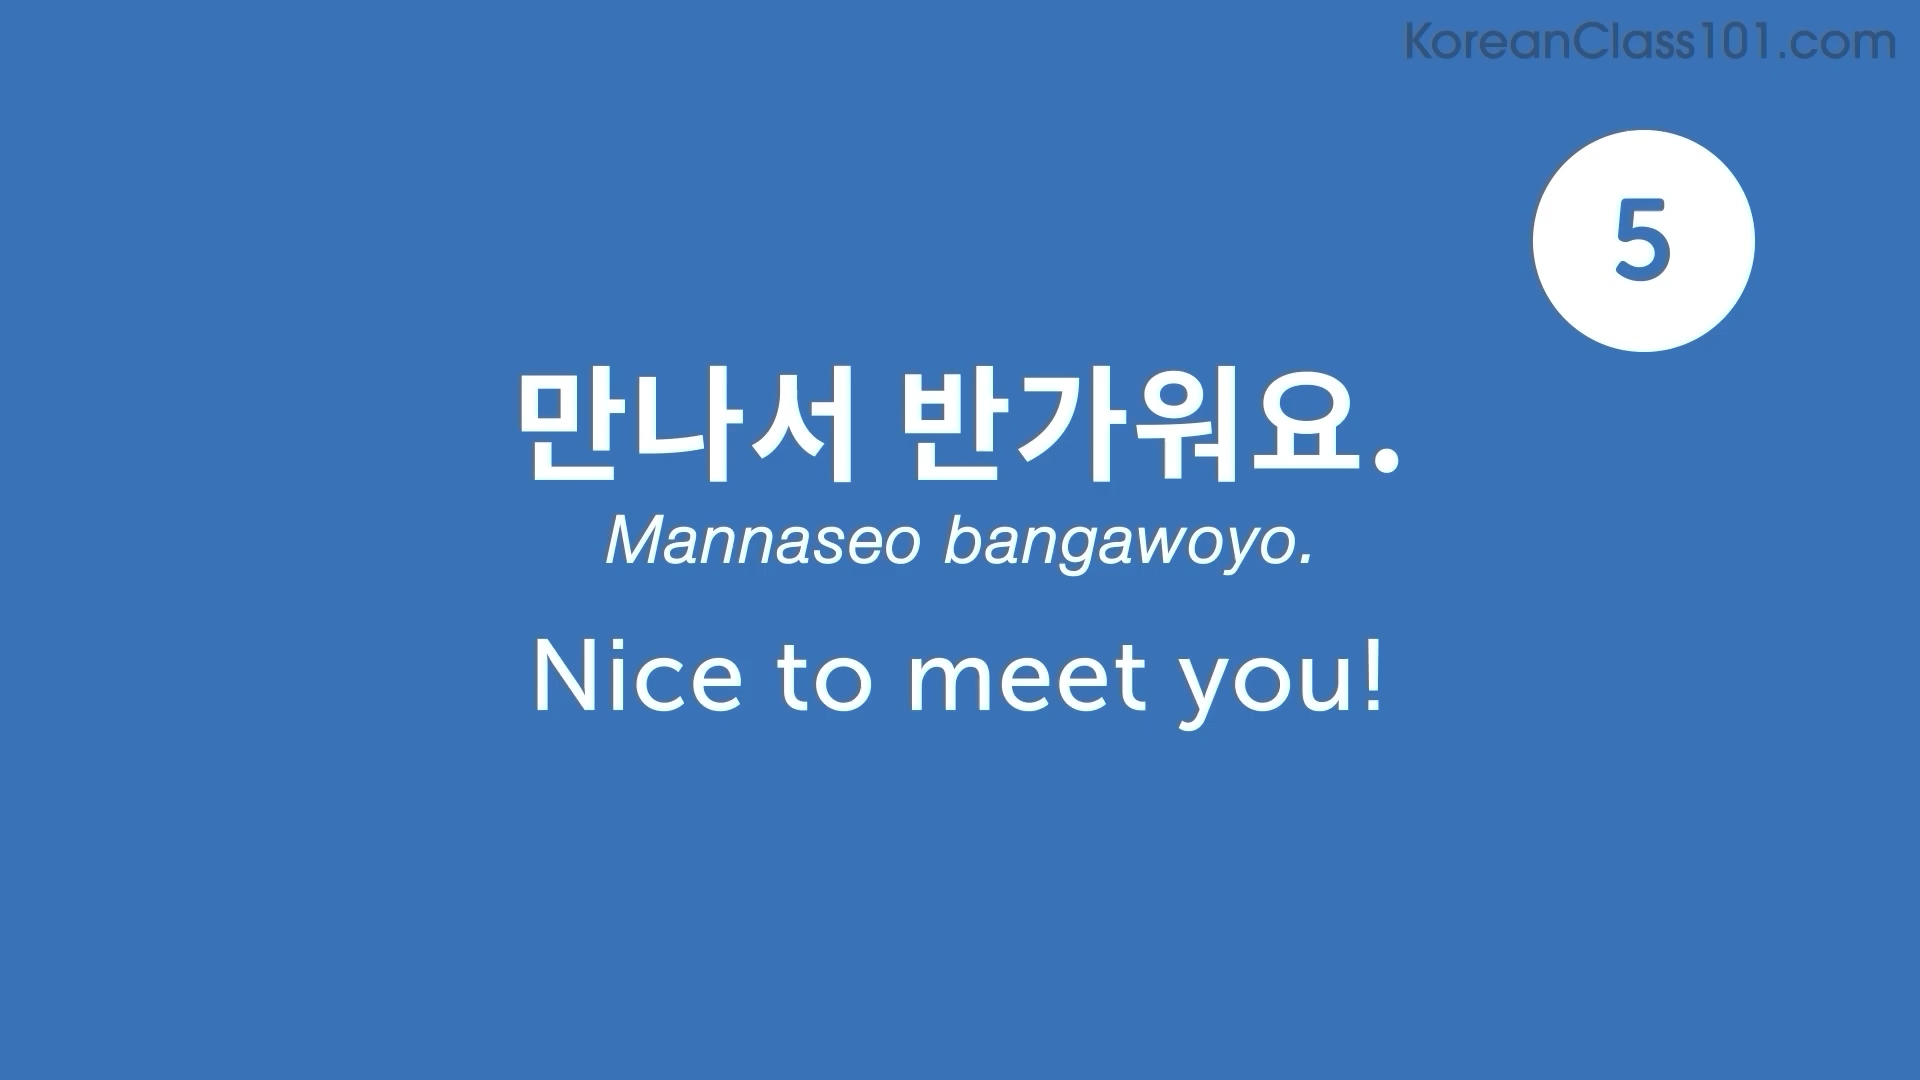 KoreanClass101.com
5
만나서 반가워요.
Mannaseo bangawoyo.
Nice to meet you!